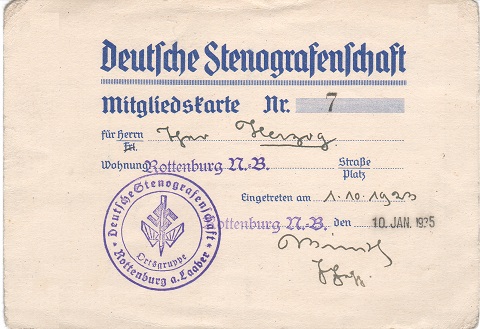 Deutsche Stenografenschaft
Mitgliedskarte Nr. 7
für Herrn Herzog
Frl.
Wohnung Rottenburg N.-B. Straße
Platz
Eingetreten am 1.10.1923
Rottenburg N.-B. den 10. JAN. 1935
Deutsche Stenografenschaft
Ortsgruppe
Rottenburg a. Laaber